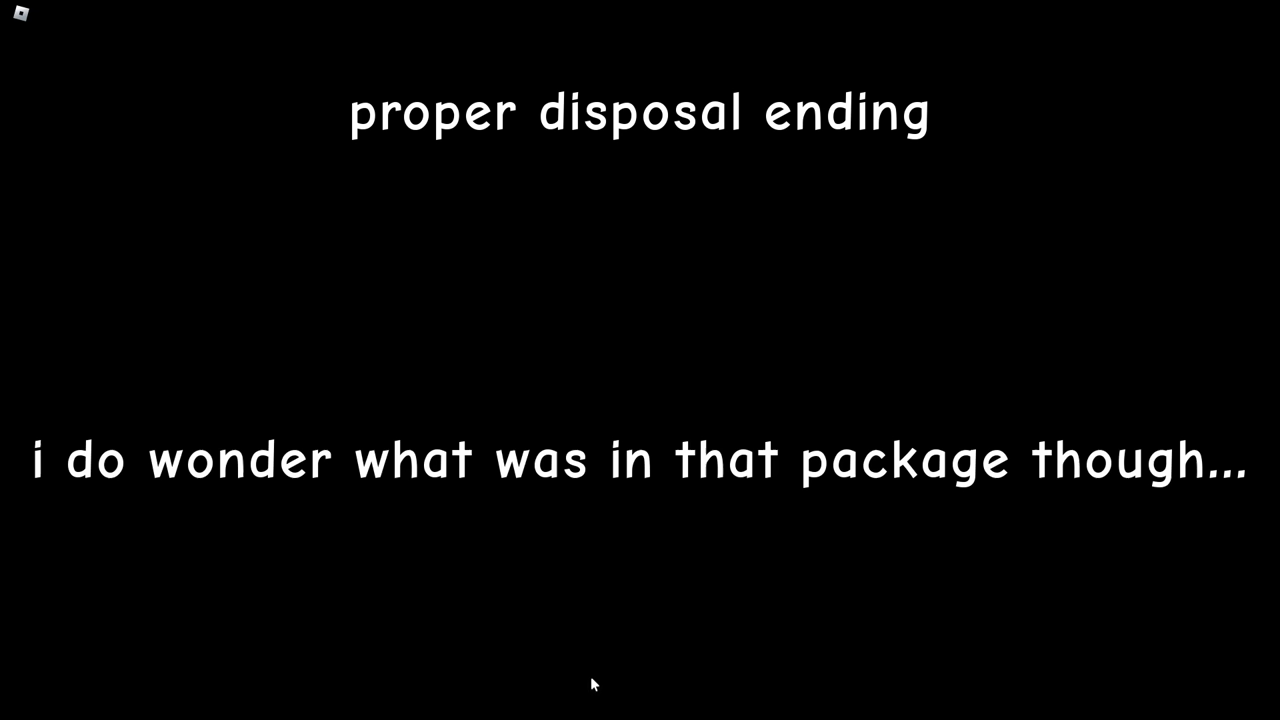 proper disposal ending
i do wonder what was in that package though...